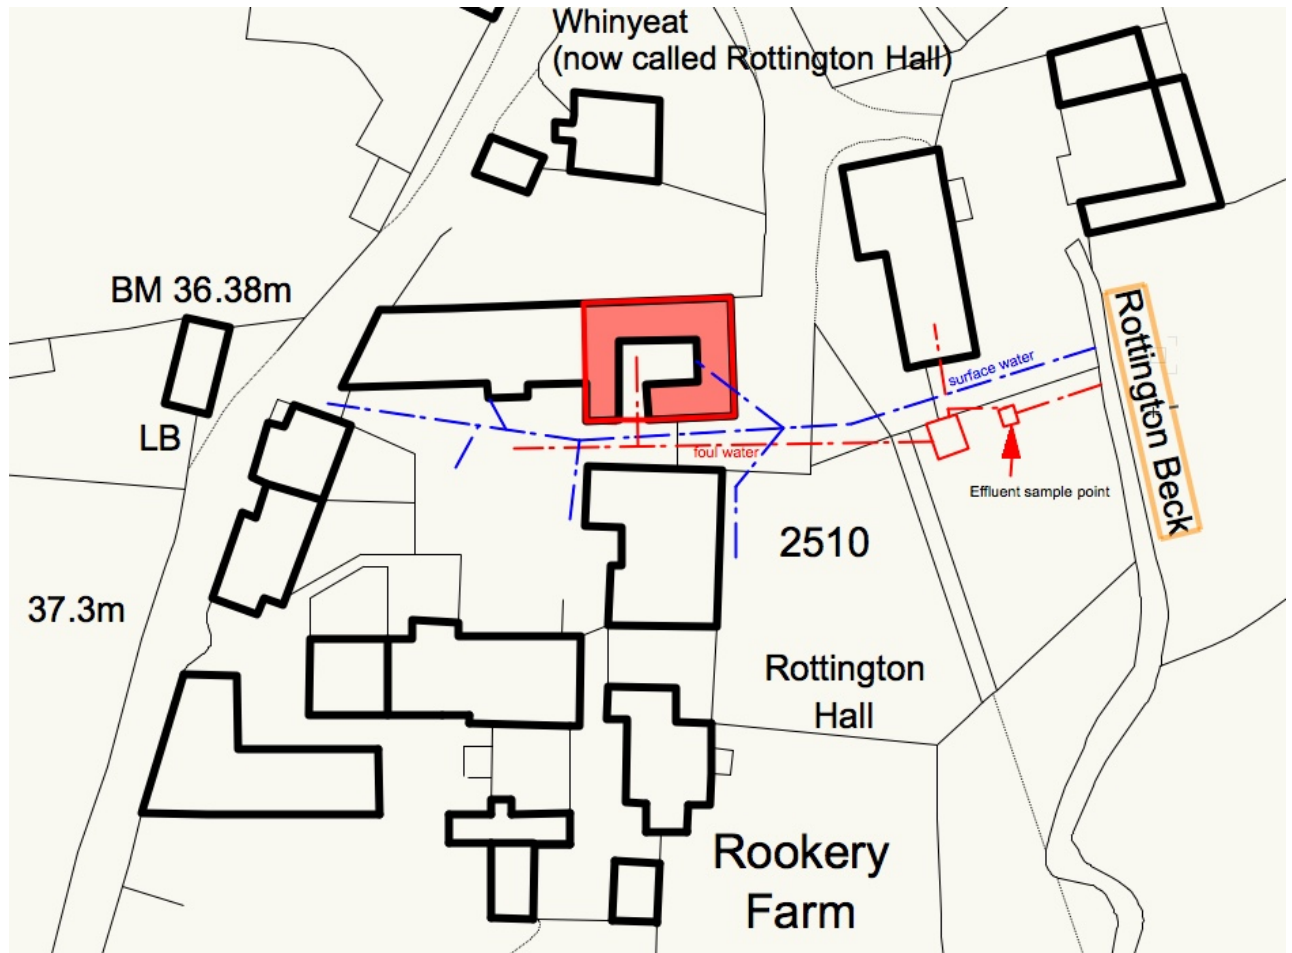 Whinyeat
(now called Rottington Hall)
BM 36.38m
Rottington Beck
surface water
LB
foul water
Effluent sample point
2510
37.3m
Rottington
Hall
Rookery
Farm